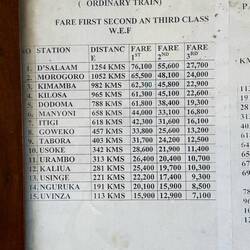 ( ORDINARY TRAIN)
FARE FIRST SECOND AN THIRD CLASS
W.E.F
S/ STATION DISTANC E FARE 1ST FARE 2ND FARE 3RD
1 D'SALAAM 1254 KMS 76,100 55,600 27,700
2 MOROGORO 1052 KMS 65,500 48,100 24,000
3 KIMAMBA 982 KMS 62,300 45,800 22,900
4 KILOSA 965 KMS 61,300 45,100 22,500
5 DODOMA 788 KMS 61,800 38,400 19,300
6 MANYONI 658 KMS 44,000 33,100 16,600
7 ITIGI 618 KMS 42,300 31,600 16,100
8 GOWEKO 457 KMS 33,800 25,600 13,200
9 TABORA 403 KMS 31,700 24,200 12,500
10 USOKE 342 KMS 28,600 21,900 11,400
11 URAMBO 313 KMS 26,400 20,400 10,700
12 KALIUA 281 KMS 25,400 19,700 10,300
13 USINGE 221 KMS 22,200 17,400 9,300
14 NGURUKA 191 KMS 20,200 15,900 8,500
15 UVINZA 113 KMS 15,900 12,900 7,100